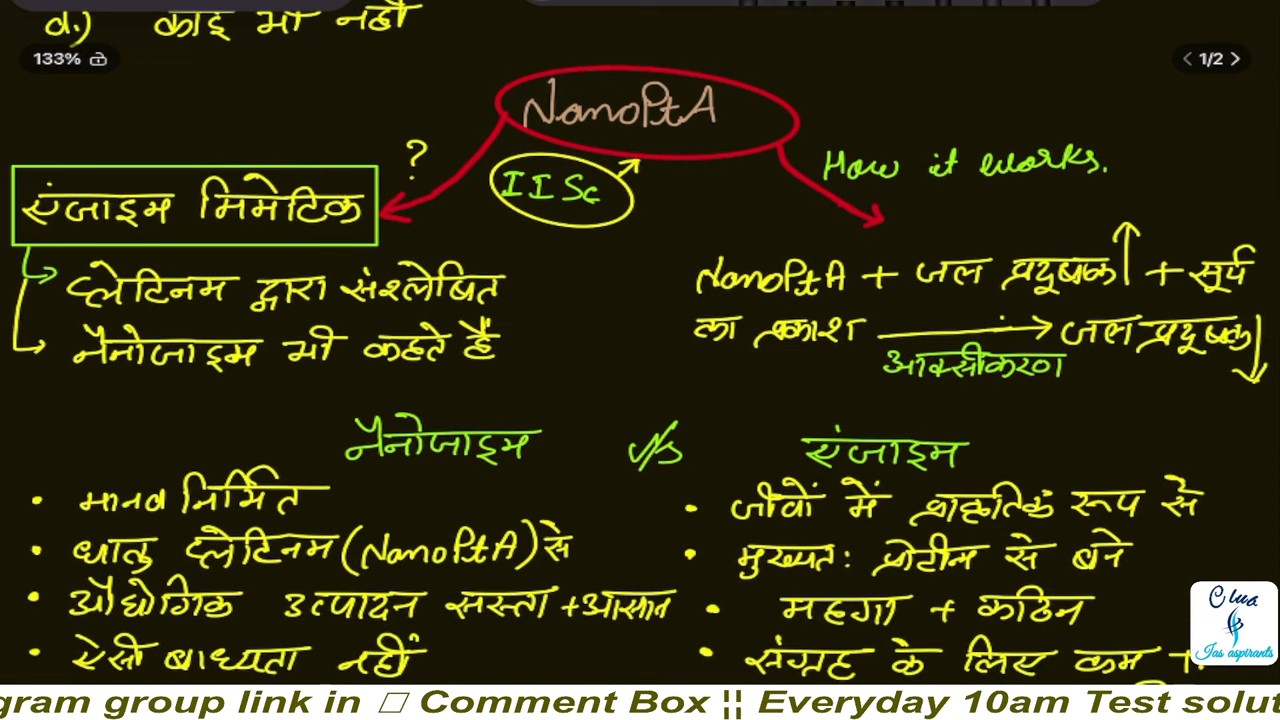 d.) कोई भी नहीं
133%
1/2
NanoPtA
?
IISc
How it works.
एंजाइम मिमेटिक
प्लेटिनम द्वारा संश्लेषित
नैनोजाइम भी कहते हैं
NanoPtA + जल प्रदूषक + सूर्य
का प्रकाश जल प्रदूषक
आक्सीकरण
नैनोजाइम v/s एंजाइम
• मानव निर्मित
• धातु प्लेटिनम (NanoPtA) से
• औद्योगिक उत्पादन सस्ता + आसान
• ऐसी बाध्यता नहीं
• जीवों में प्राकृतिक रूप से
• मुख्यतः प्रोटीन से बने
• महगा + कठिन
• संग्रह के लिए कम
Ias aspirants
gram group link in □ Comment Box ¦¦ Everyday 10am Test solut